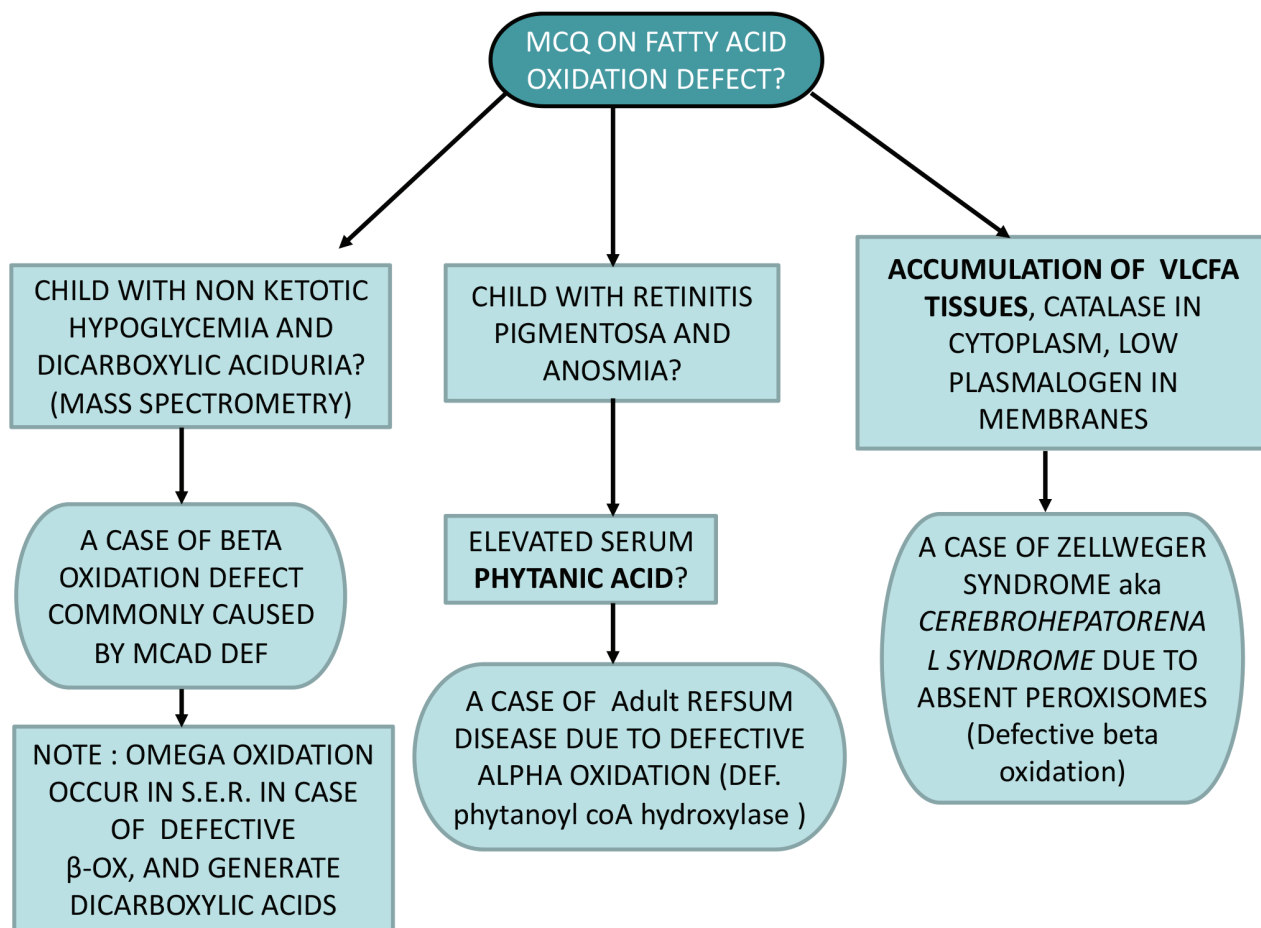 MCQ ON FATTY ACID
OXIDATION DEFECT?
CHILD WITH NON KETOTIC
HYPOGLYCEMIA AND
DICARBOXYLIC ACIDURIA?
(MASS SPECTROMETRY)
A CASE OF BETA
OXIDATION DEFECT
COMMONLY CAUSED
BY MCAD DEF
NOTE : OMEGA OXIDATION
OCCUR IN S.E.R. IN CASE
OF DEFECTIVE
β-OX, AND GENERATE
DICARBOXYLIC ACIDS
CHILD WITH RETINITIS
PIGMENTOSA AND
ANOSMIA?
ELEVATED SERUM
PHYTANIC ACID?
A CASE OF Adult REFSUM
DISEASE DUE TO DEFECTIVE
ALPHA OXIDATION (DEF.
phytanoyl coA hydroxylase )
ACCUMULATION OF VLCFA
TISSUES, CATALASE IN
CYTOPLASM, LOW
PLASMALOGEN IN
MEMBRANES
A CASE OF ZELLWEGER
SYNDROME aka
CEREBROHEPATORENA
L SYNDROME DUE TO
ABSENT PEROXISOMES
(Defective beta
oxidation)